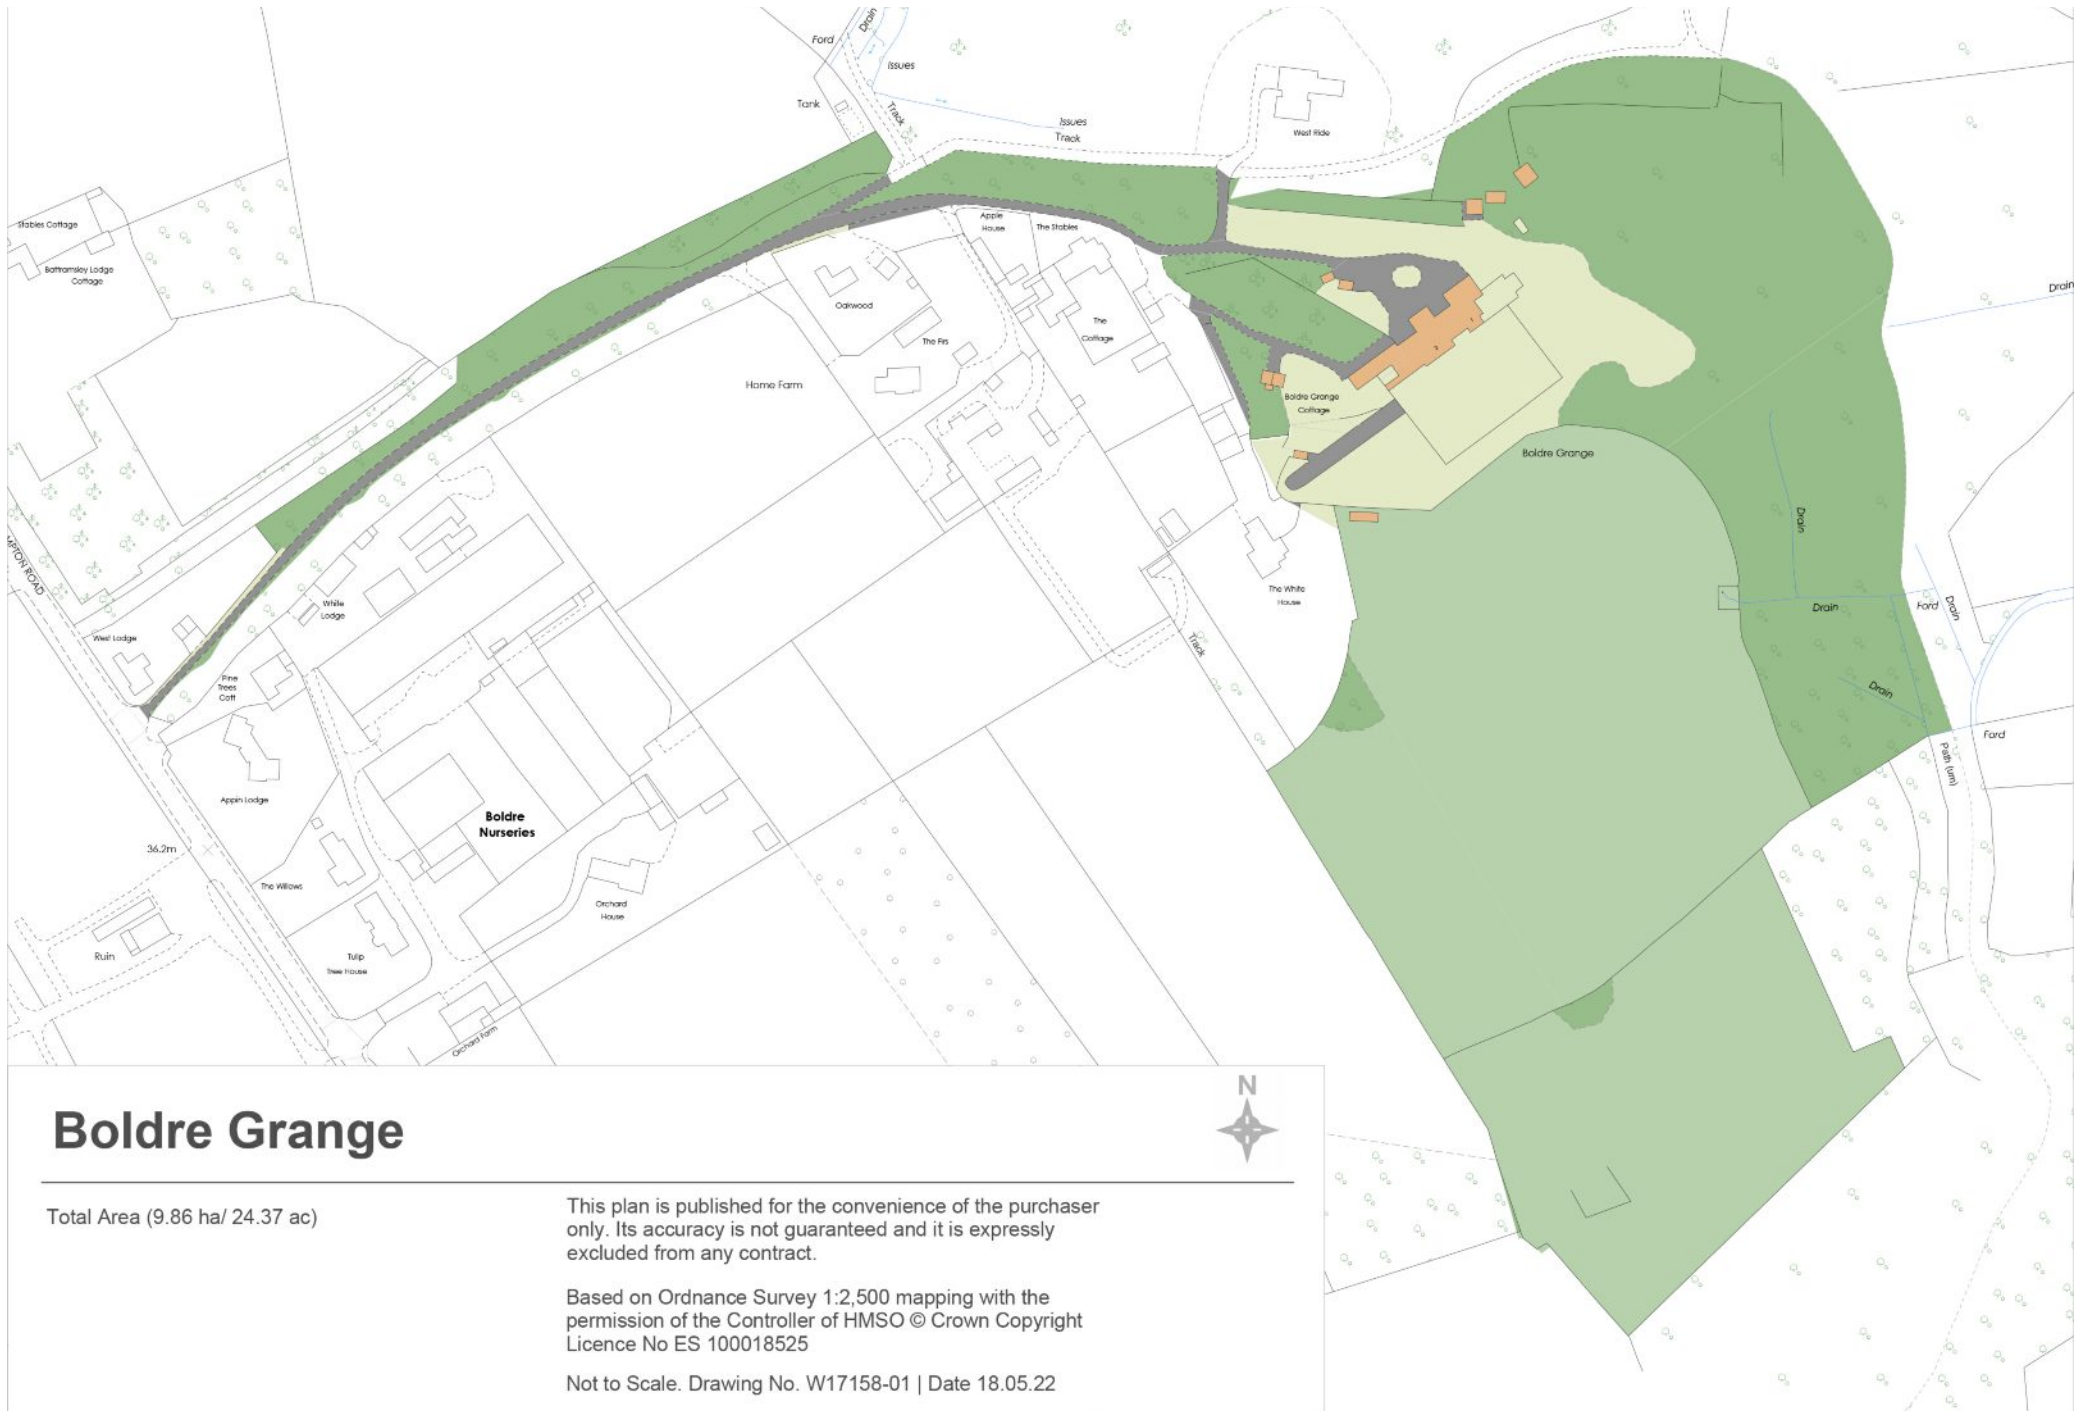 Ford
Drain
Issues
Tank
Track
Issues
Track
West Ride
Stables Cottage
Battramsley Lodge
Cottage
Apple
House
The Stables
Drain
Oakwood
The
Cottage
The Firs
Home Farm
Boldre Grange
Cottage
Boldre Grange
Drain
MPTON ROAD
White
Lodge
The White
House
Drain
Ford
Drain
West Lodge
Track
Pine
Trees
Cott
Drain
Ford
Path (um)
Appin Lodge
Boldre
Nurseries
36.2m
The Willows
Orchard
House
Ruin
Tulip
Tree House
Orchard Farm
N
Boldre Grange
Total Area (9.86 ha/ 24.37 ac)
This plan is published for the convenience of the purchaser
only. Its accuracy is not guaranteed and it is expressly
excluded from any contract.
Based on Ordnance Survey 1:2,500 mapping with the
permission of the Controller of HMSO © Crown Copyright
Licence No ES 100018525
Not to Scale. Drawing No. W17158-01 | Date 18.05.22